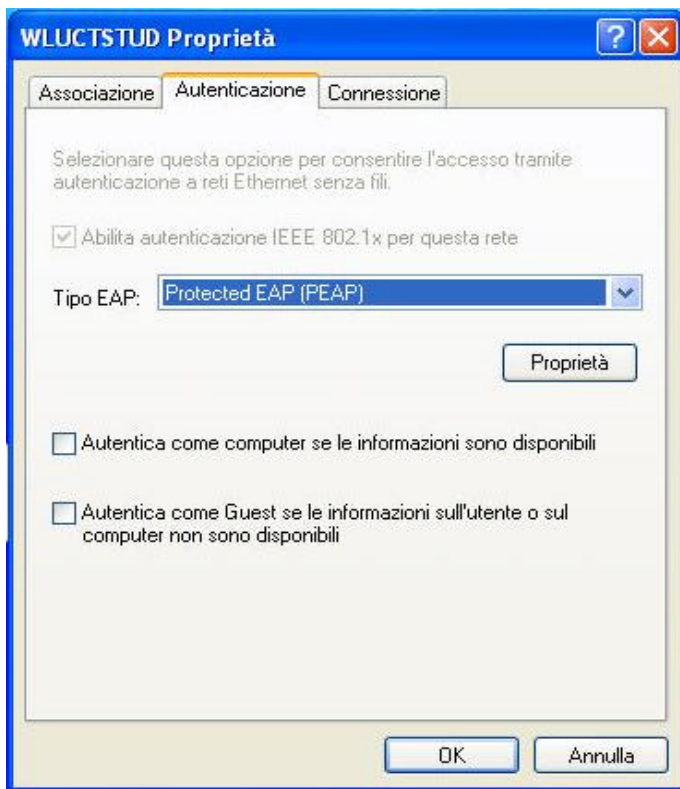 WLUCTSTUD Proprietà
Associazione Autenticazione Connessione
Selezionare questa opzione per consentire l'accesso tramite
autenticazione a reti Ethernet senza fili.
Abilita autenticazione IEEE 802.1x per questa rete
Tipo EAP: Protected EAP (PEAP)
Proprietà
Autentica come computer se le informazioni sono disponibili
Autentica come Guest se le informazioni sull'utente o sul
computer non sono disponibili
OK Annulla